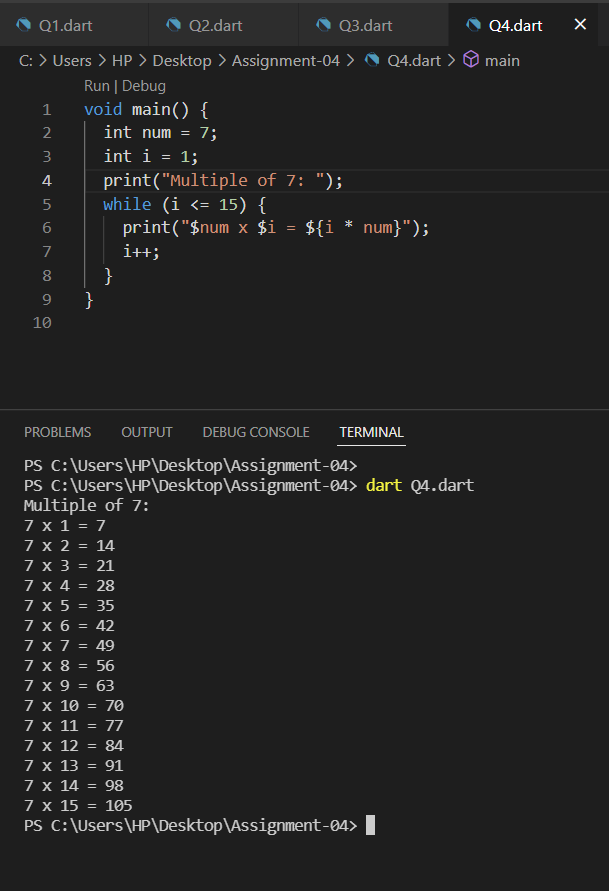 Q1.dart Q2.dart Q3.dart Q4.dart
C: > Users > HP > Desktop > Assignment-04 > Q4.dart > main
Run | Debug
1 void main() {
2 int num = 7;
3 int i = 1;
4 print("Multiple of 7: ");
5 while (i <= 15) {
6 print("$num x $i = ${i * num}");
7 i++;
8 }
9 }
10
PROBLEMS OUTPUT DEBUG CONSOLE TERMINAL
PS C:\Users\HP\Desktop\Assignment-04>
PS C:\Users\HP\Desktop\Assignment-04> dart Q4.dart
Multiple of 7:
7 x 1 = 7
7 x 2 = 14
7 x 3 = 21
7 x 4 = 28
7 x 5 = 35
7 x 6 = 42
7 x 7 = 49
7 x 8 = 56
7 x 9 = 63
7 x 10 = 70
7 x 11 = 77
7 x 12 = 84
7 x 13 = 91
7 x 14 = 98
7 x 15 = 105
PS C:\Users\HP\Desktop\Assignment-04>